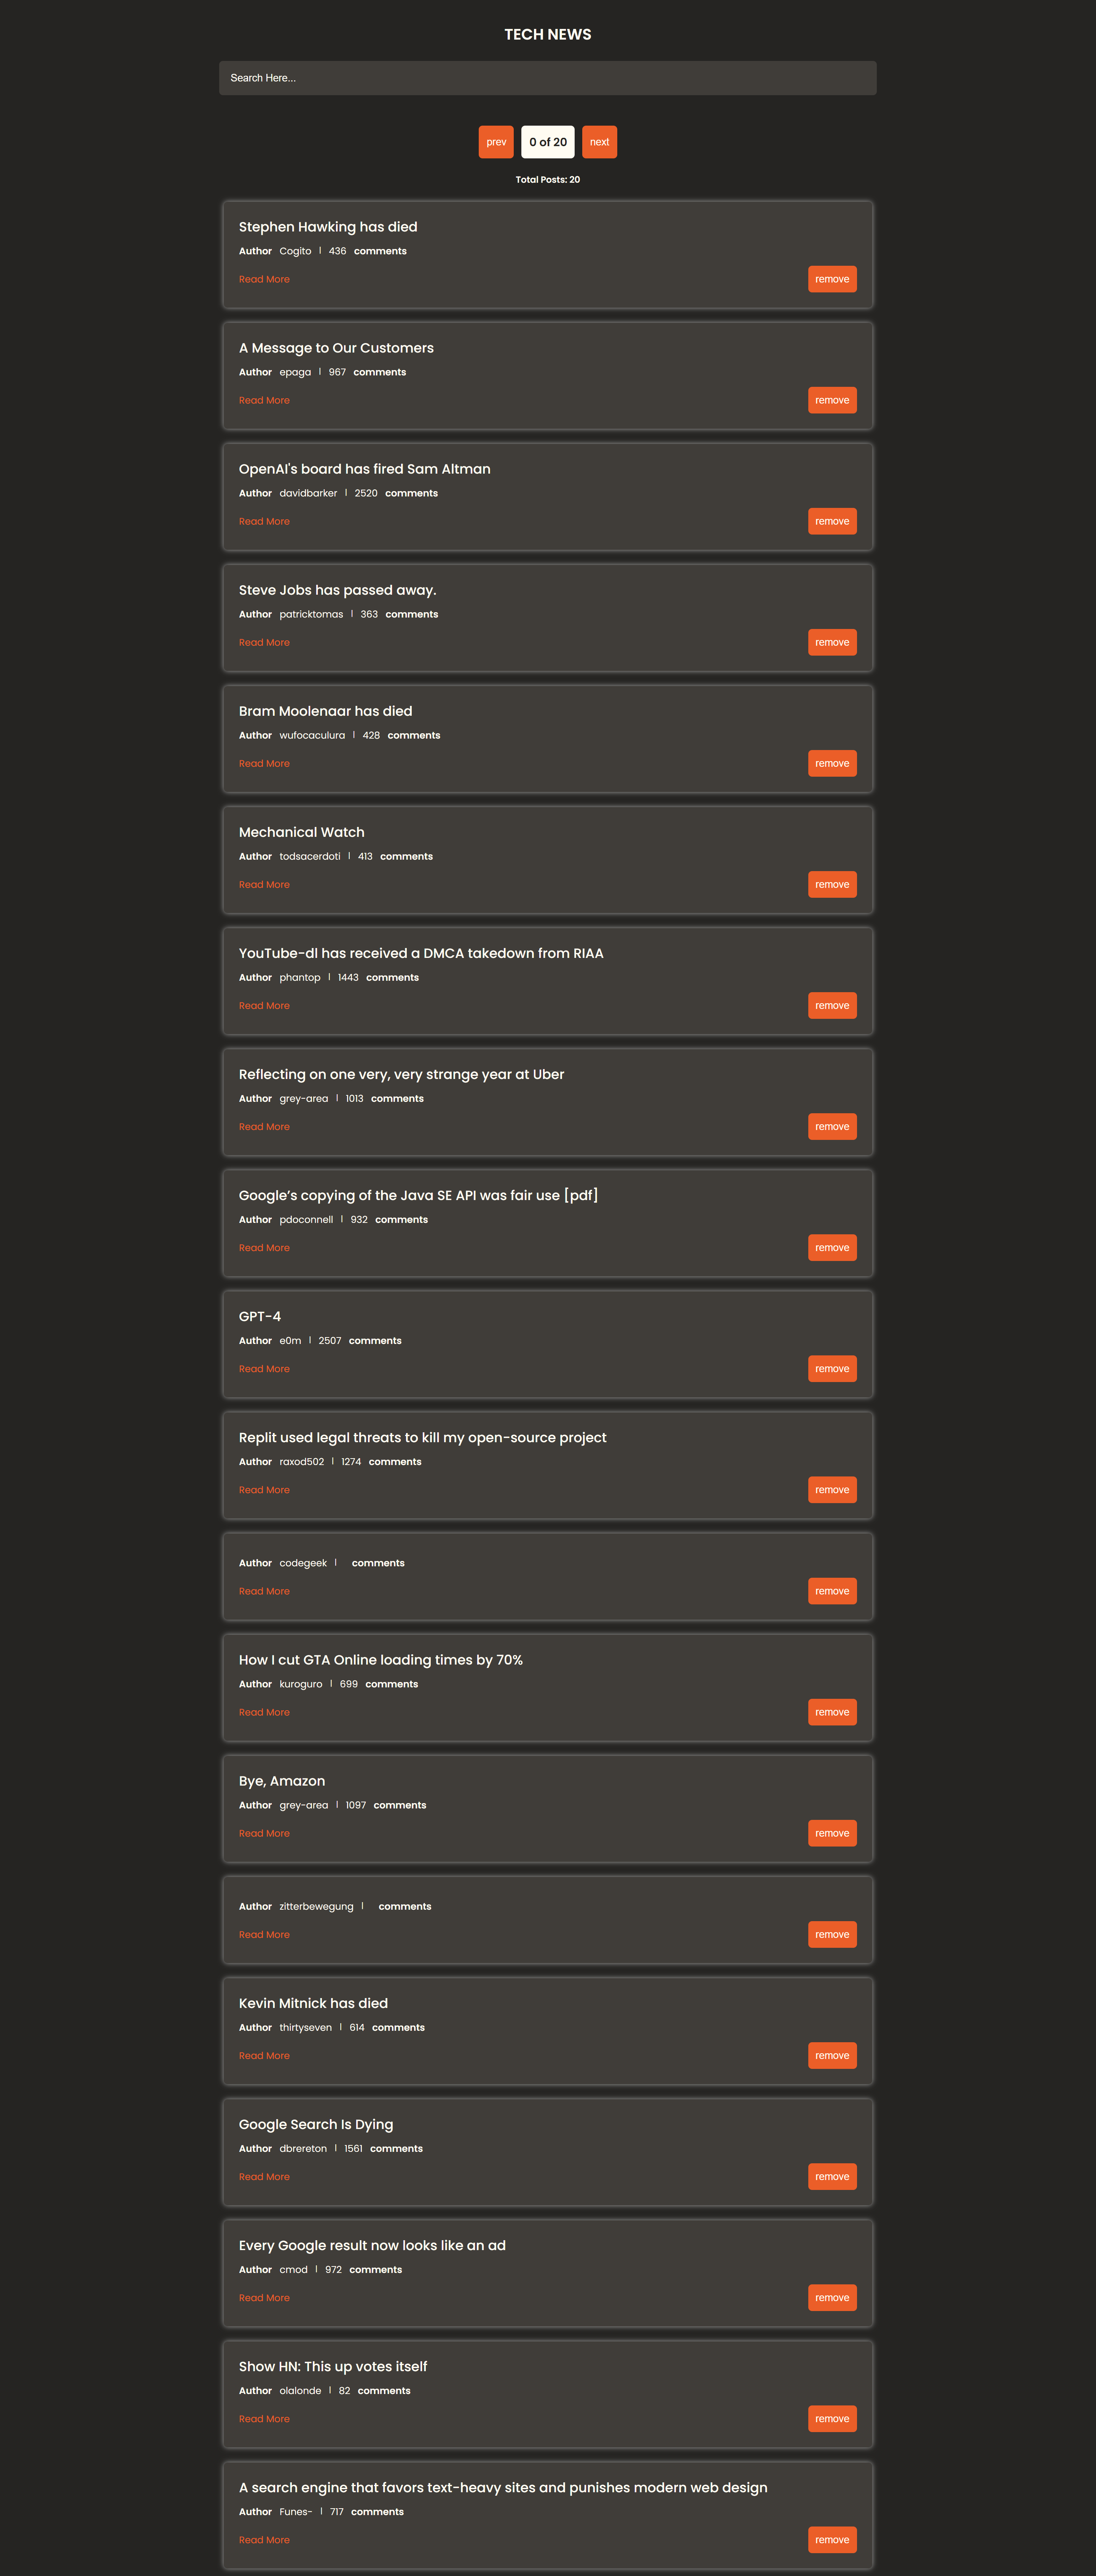 TECH NEWS
Search Here...
prev 0 of 20 next
Total Posts: 20
Stephen Hawking has died
Author Cogito | 436 comments
Read More remove
A Message to Our Customers
Author epaga | 967 comments
Read More remove
OpenAI's board has fired Sam Altman
Author davidbarker | 2520 comments
Read More remove
Steve Jobs has passed away.
Author patricktomas | 363 comments
Read More remove
Bram Moolenaar has died
Author wufocaculura | 428 comments
Read More remove
Mechanical Watch
Author todsacerdoti | 413 comments
Read More remove
YouTube-dl has received a DMCA takedown from RIAA
Author phantop | 1443 comments
Read More remove
Reflecting on one very, very strange year at Uber
Author grey-area | 1013 comments
Read More remove
Google’s copying of the Java SE API was fair use [pdf]
Author pdoconnell | 932 comments
Read More remove
GPT-4
Author e0m | 2507 comments
Read More remove
Replit used legal threats to kill my open-source project
Author raxod502 | 1274 comments
Read More remove
Author codegeek | comments
Read More remove
How I cut GTA Online loading times by 70%
Author kuroguro | 699 comments
Read More remove
Bye, Amazon
Author grey-area | 1097 comments
Read More remove
Author zitterbewegung | comments
Read More remove
Kevin Mitnick has died
Author thirtyseven | 614 comments
Read More remove
Google Search Is Dying
Author dbrereton | 1561 comments
Read More remove
Every Google result now looks like an ad
Author cmod | 972 comments
Read More remove
Show HN: This up votes itself
Author olalonde | 82 comments
Read More remove
A search engine that favors text-heavy sites and punishes modern web design
Author Funes- | 717 comments
Read More remove